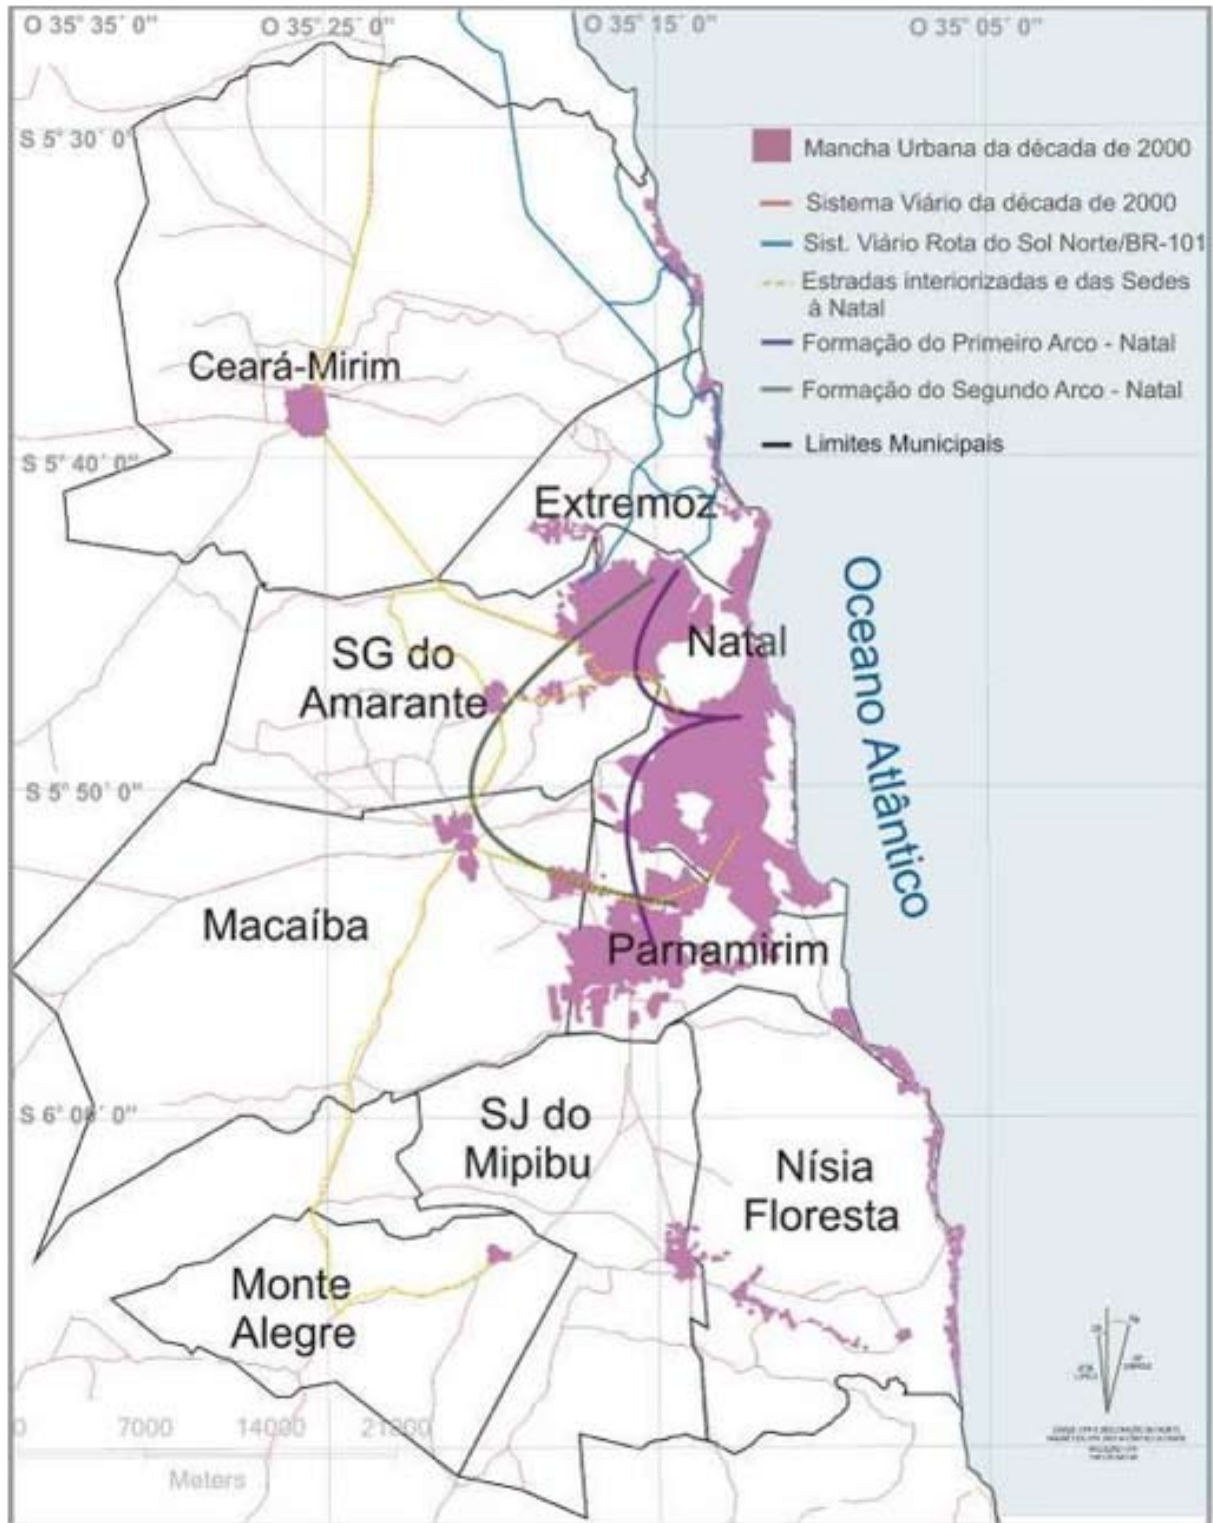 O 35° 35´ 0"
O 35° 25´ 0"
O 35° 15´ 0"
O 35° 05´ 0"
S 5° 30´ 0"
Mancha Urbana da década de 2000
Sistema Viário da década de 2000
Sist. Viário Rota do Sol Norte/BR-101
Estradas interiorizadas e das Sedes
à Natal
Formação do Primeiro Arco - Natal
Formação do Segundo Arco - Natal
Limites Municipais
Ceará-Mirim
S 5° 40´ 0"
Extremoz
Oceano Atlântico
Natal
SG do
Amarante
S 5° 50´ 0"
Macaíba
Parnamirim
S 6° 00´ 0"
SJ do
Mipibu
Nísia
Floresta
Monte
Alegre
0 7000 14000 21000
Meters